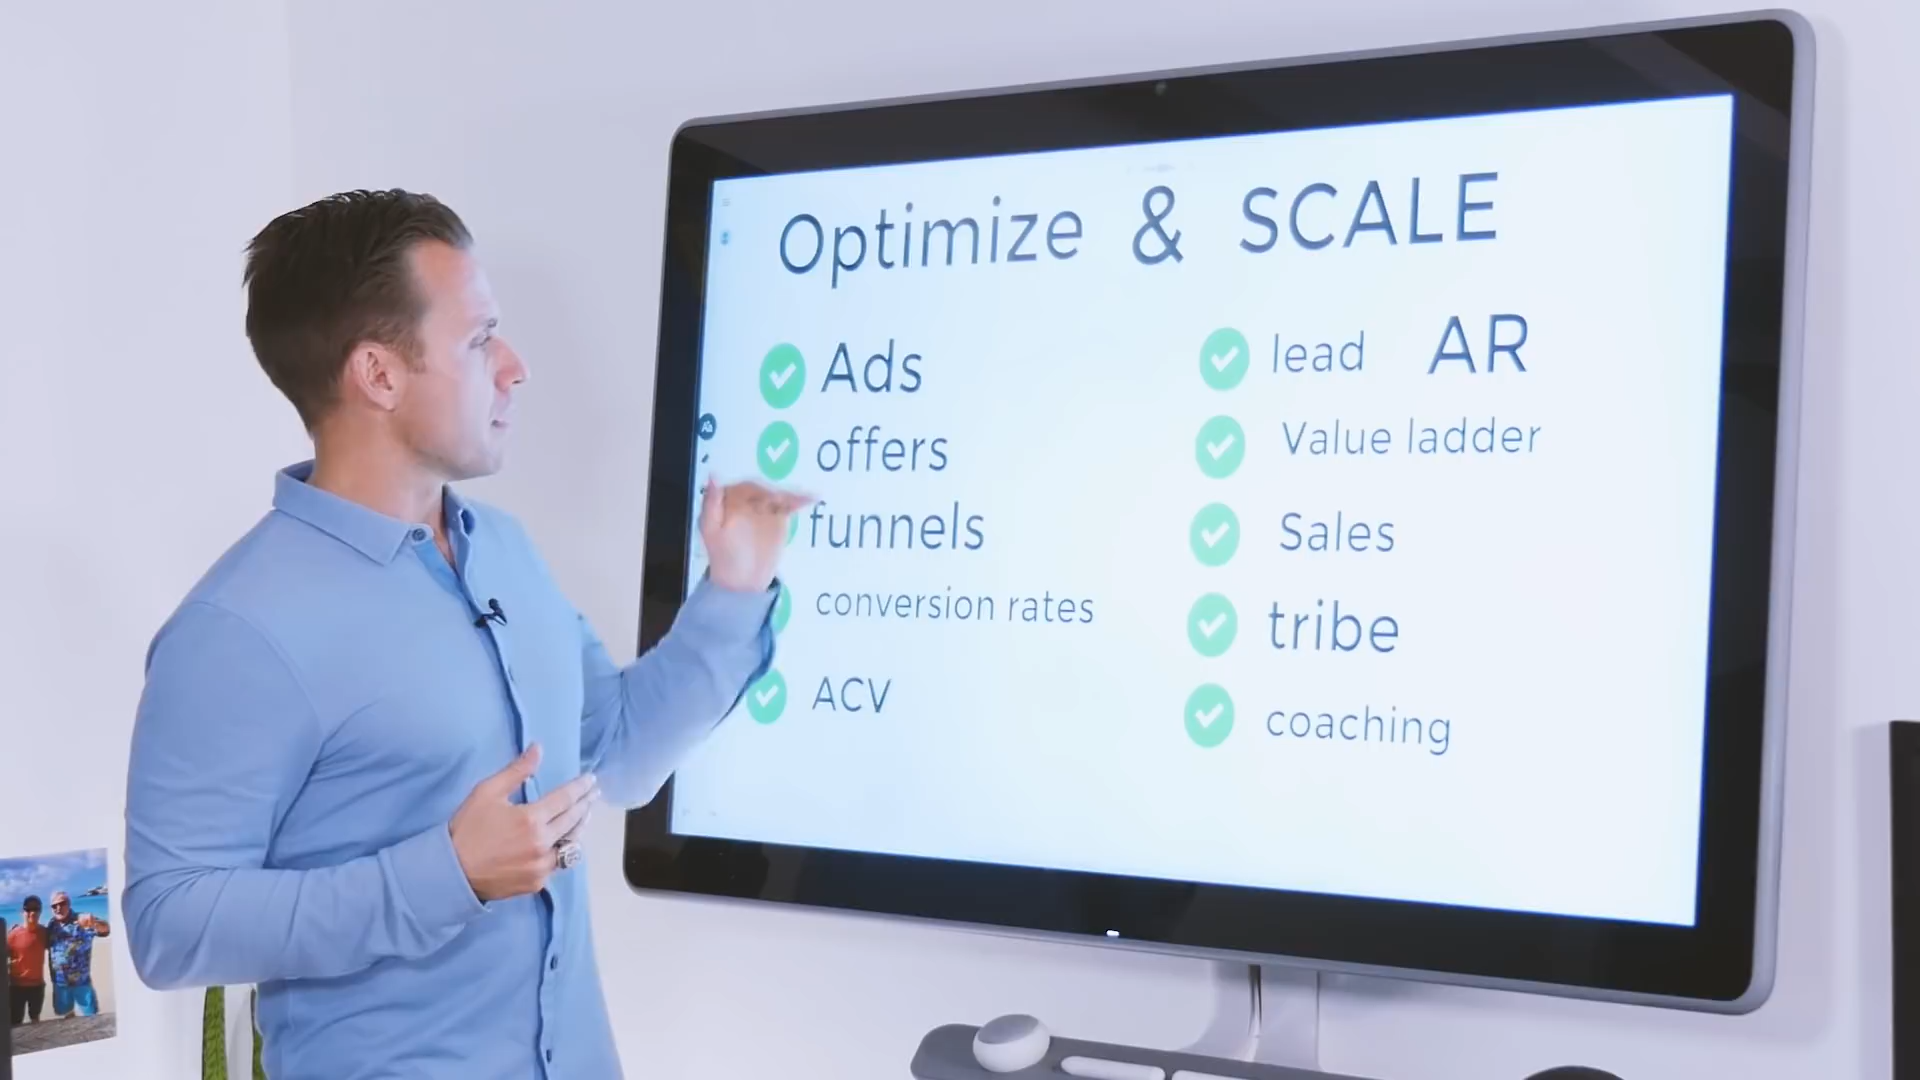 Optimize & SCALE
Ads
offers
funnels
conversion rates
ACV
lead AR
Value ladder
Sales
tribe
coaching